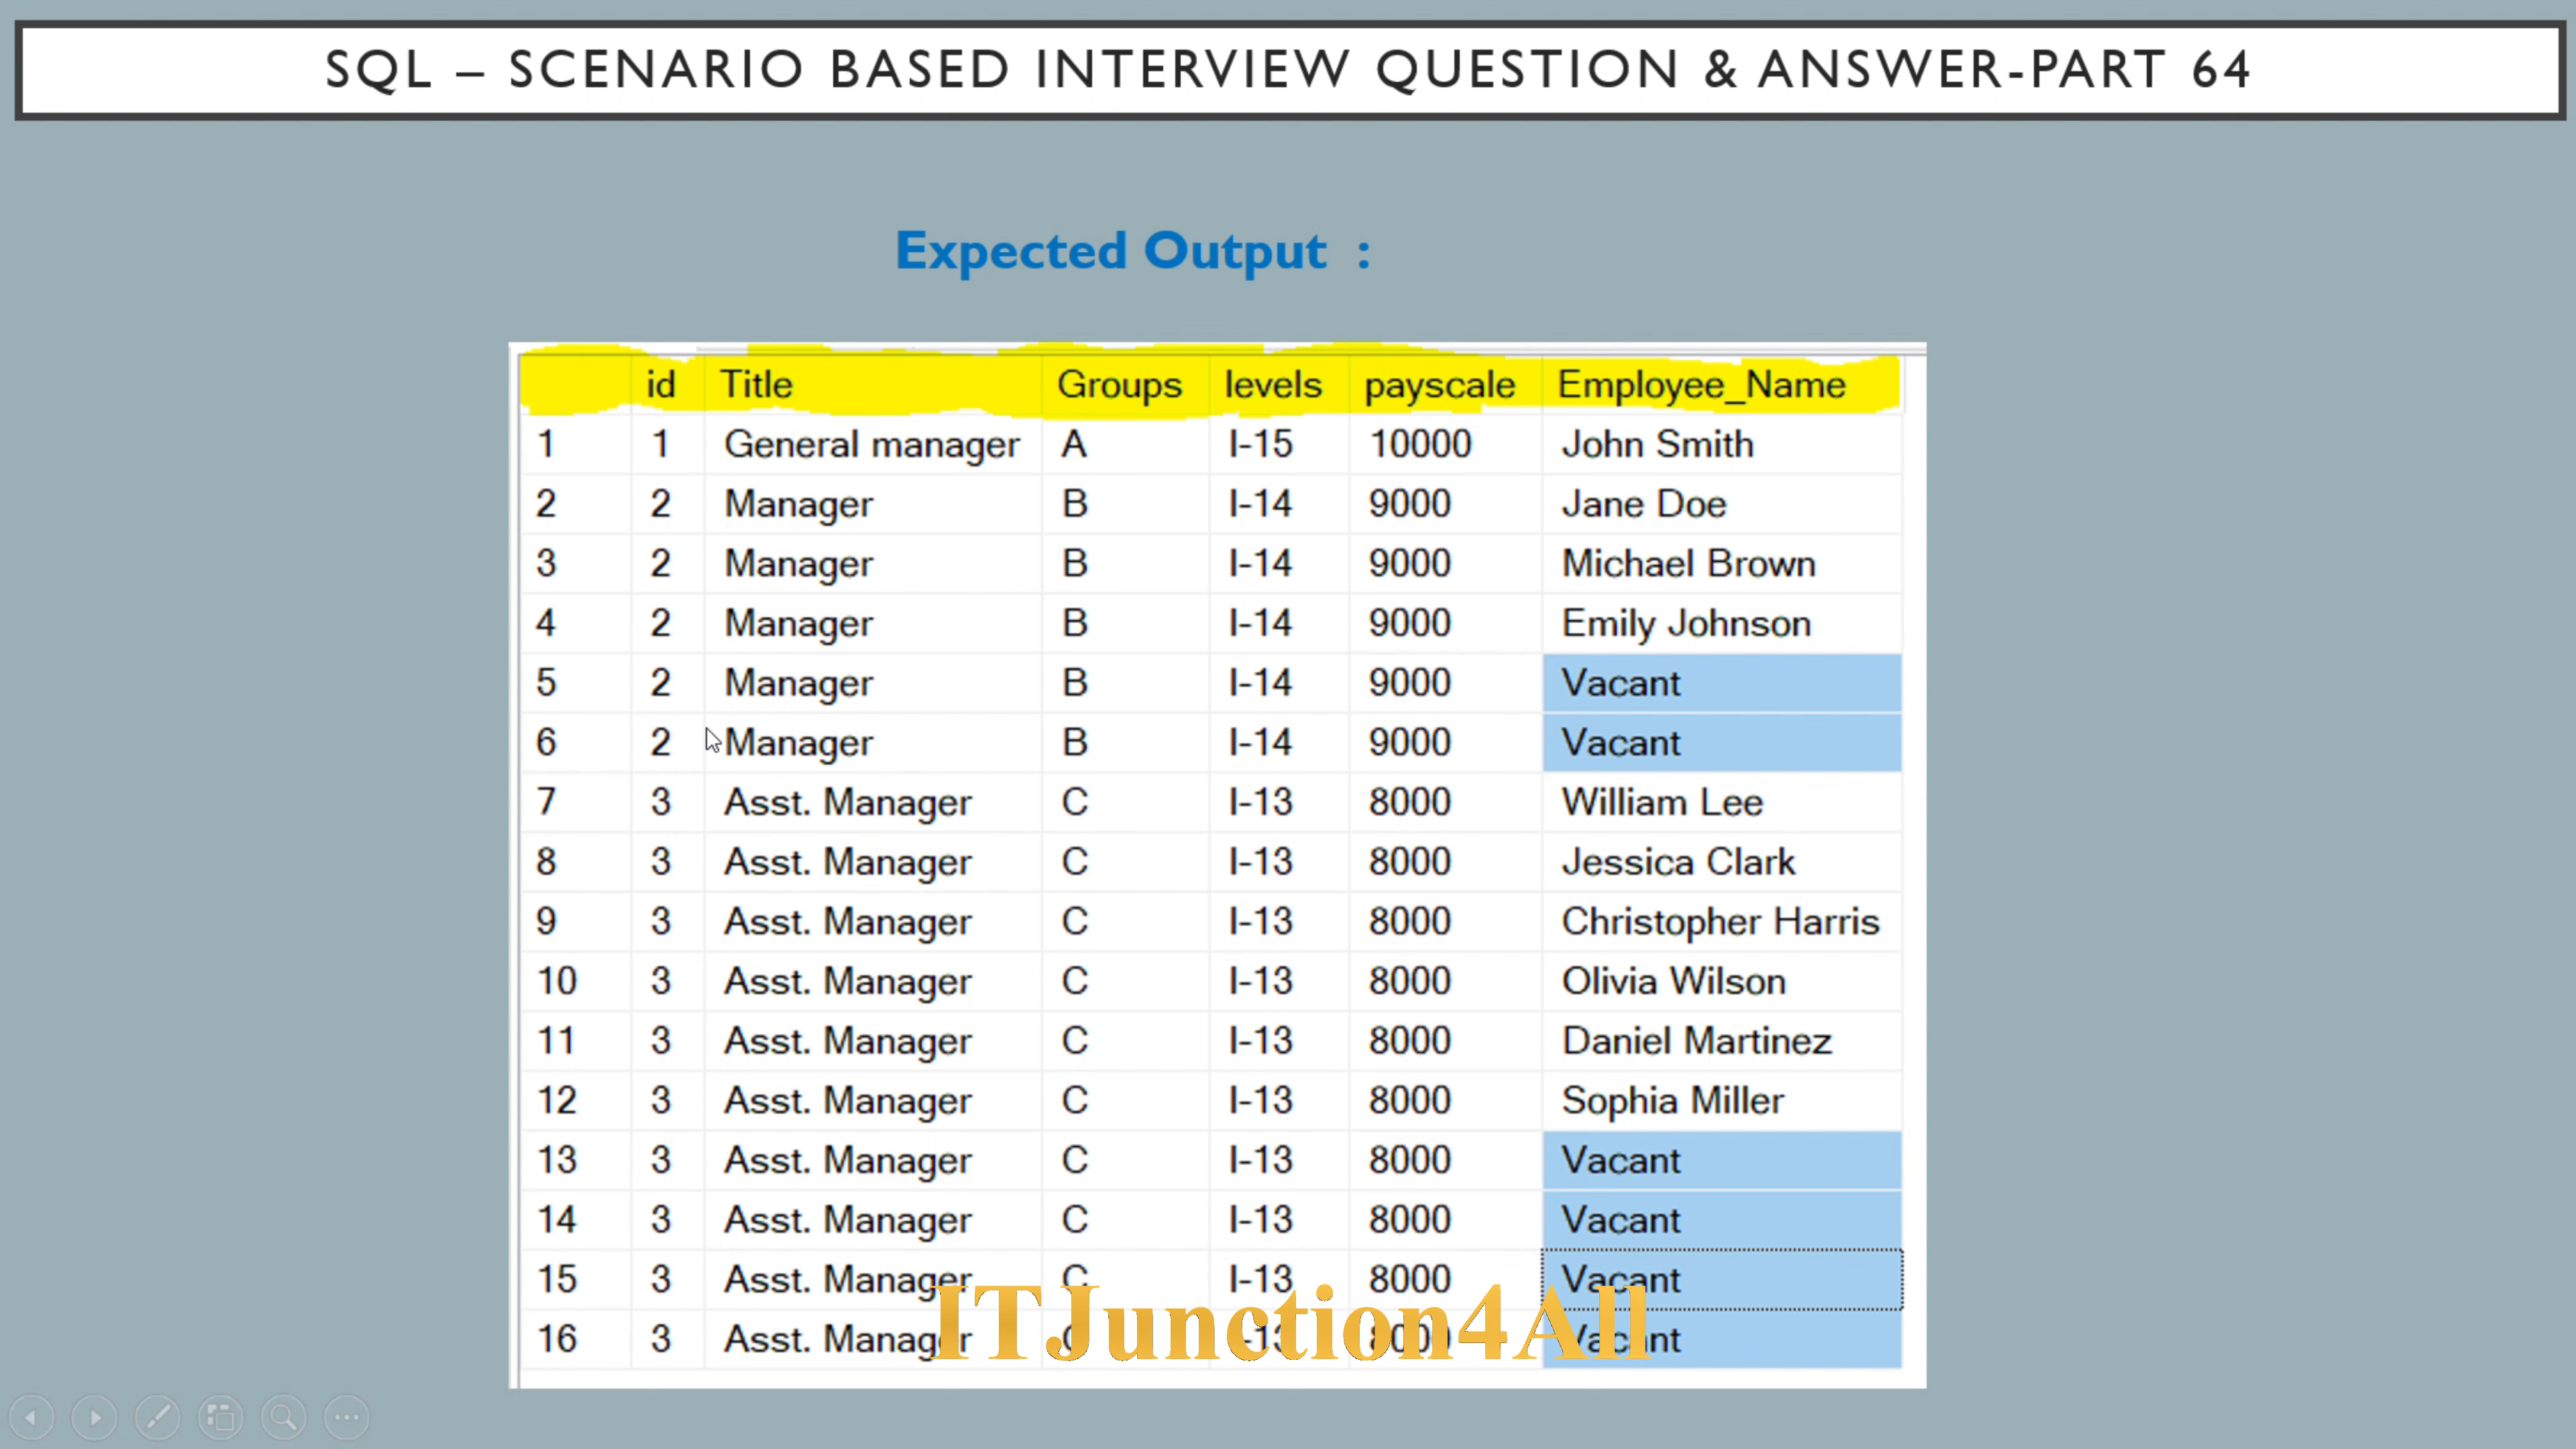 SQL – SCENARIO BASED INTERVIEW QUESTION & ANSWER-PART 64
Expected Output :
id Title Groups levels payscale Employee_Name
1 1 General manager A I-15 10000 John Smith
2 2 Manager B I-14 9000 Jane Doe
3 2 Manager B I-14 9000 Michael Brown
4 2 Manager B I-14 9000 Emily Johnson
5 2 Manager B I-14 9000 Vacant
6 2 Manager B I-14 9000 Vacant
7 3 Asst. Manager C I-13 8000 William Lee
8 3 Asst. Manager C I-13 8000 Jessica Clark
9 3 Asst. Manager C I-13 8000 Christopher Harris
10 3 Asst. Manager C I-13 8000 Olivia Wilson
11 3 Asst. Manager C I-13 8000 Daniel Martinez
12 3 Asst. Manager C I-13 8000 Sophia Miller
13 3 Asst. Manager C I-13 8000 Vacant
14 3 Asst. Manager C I-13 8000 Vacant
15 3 Asst. Manager C I-13 8000 Vacant
16 3 Asst. Manager C I-13 8000 Vacant
ITJunction4All